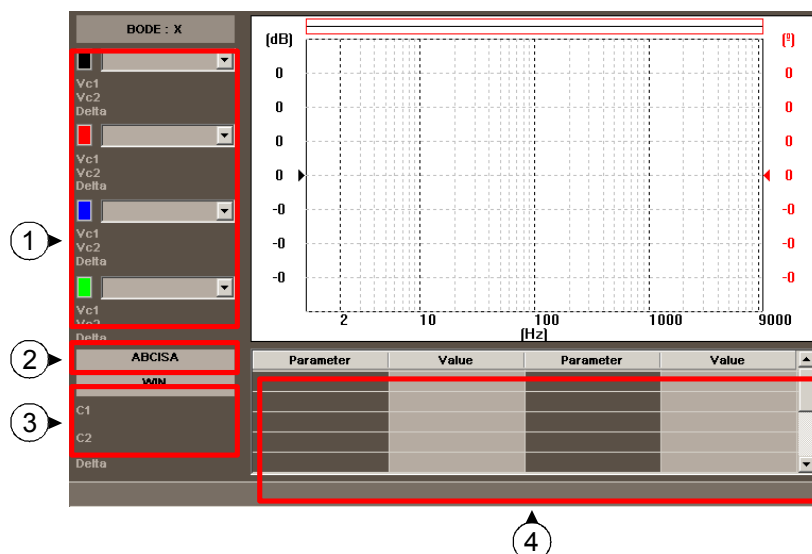 BODE : X
Vc1
Vc2
Delta
Vc1
Vc2
Delta
Vc1
Vc2
Delta
Vc1
Vc2
Delta
ABCISA
WIN
C1
C2
Delta
(dB)
(º)
0 0
0 0
0 0
0 0
-0 -0
-0 -0
-0 -0
2 10 100 1000 9000
(Hz)
Parameter Value Parameter Value
1
2
3
4